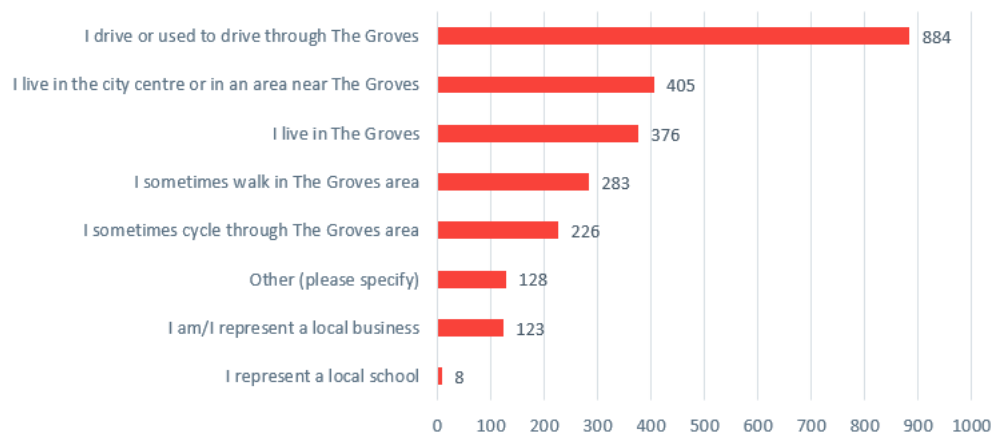 I drive or used to drive through The Groves 884
I live in the city centre or in an area near The Groves 405
I live in The Groves 376
I sometimes walk in The Groves area 283
I sometimes cycle through The Groves area 226
Other (please specify) 128
I am/I represent a local business 123
I represent a local school 8
0 100 200 300 400 500 600 700 800 900 1000